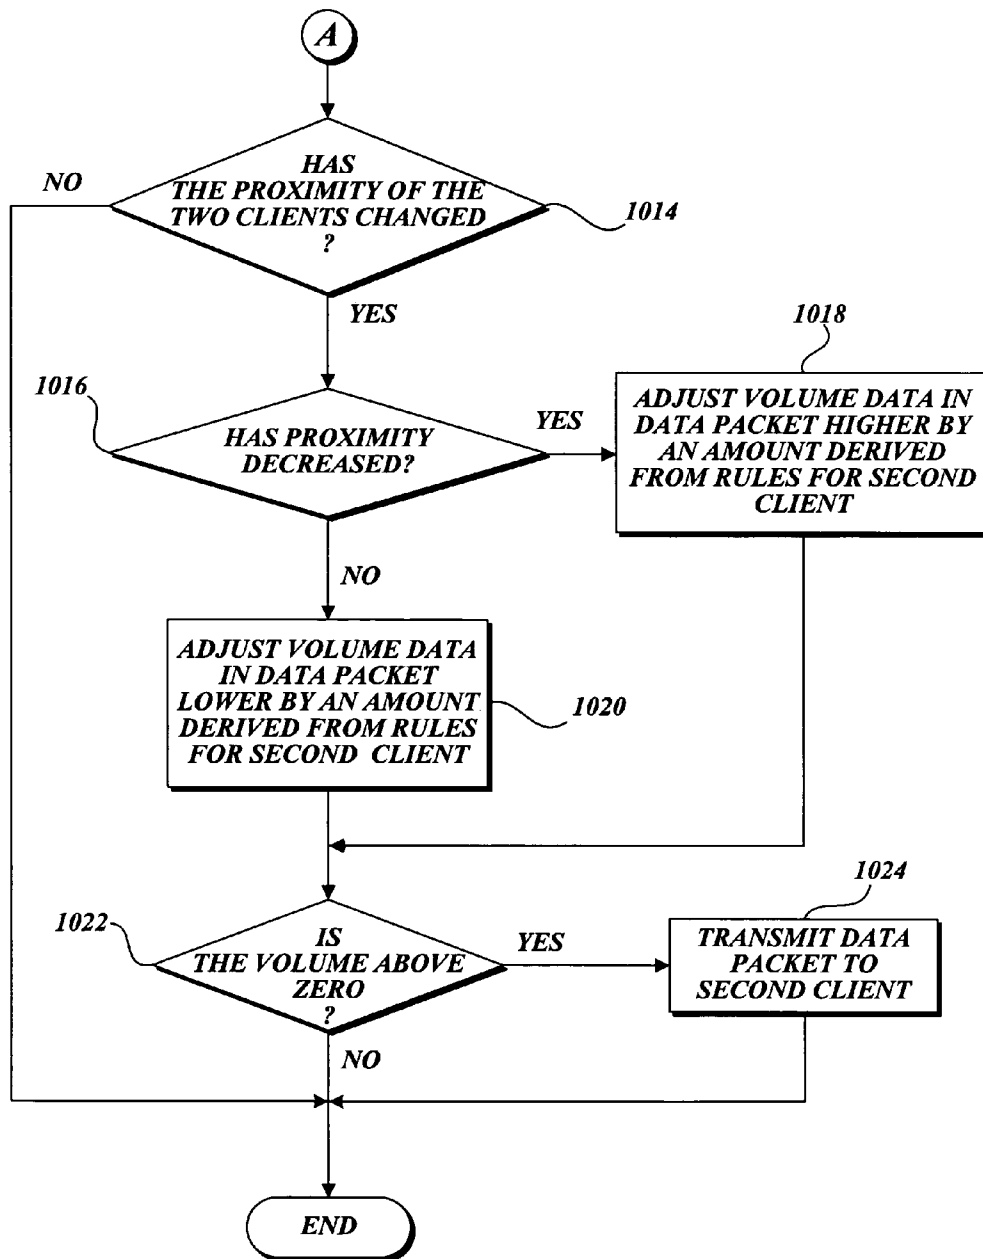 A
HAS
THE PROXIMITY OF THE
TWO CLIENTS CHANGED
?
NO
1014
YES
1016
HAS PROXIMITY
DECREASED?
YES
1018
ADJUST VOLUME DATA IN
DATA PACKET HIGHER BY
AN AMOUNT DERIVED
FROM RULES FOR SECOND
CLIENT
NO
ADJUST VOLUME DATA
IN DATA PACKET
LOWER BY AN AMOUNT
DERIVED FROM RULES
FOR SECOND CLIENT
1020
1022
IS
THE VOLUME ABOVE
ZERO
?
YES
1024
TRANSMIT DATA
PACKET TO
SECOND CLIENT
NO
END